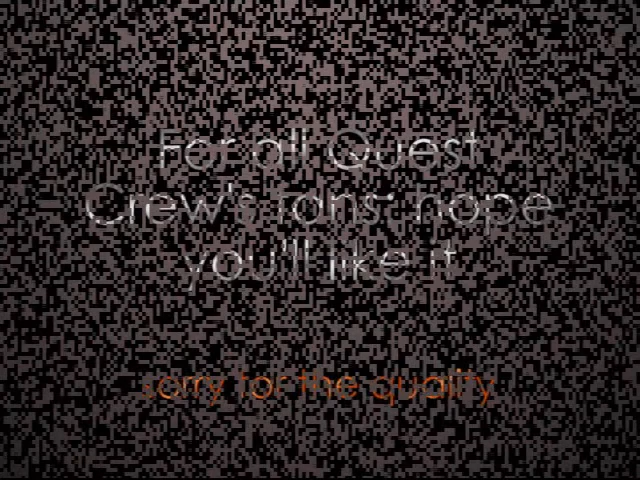 For all Quest
Crew's fans: hope
you'll like it
sorry for the quality